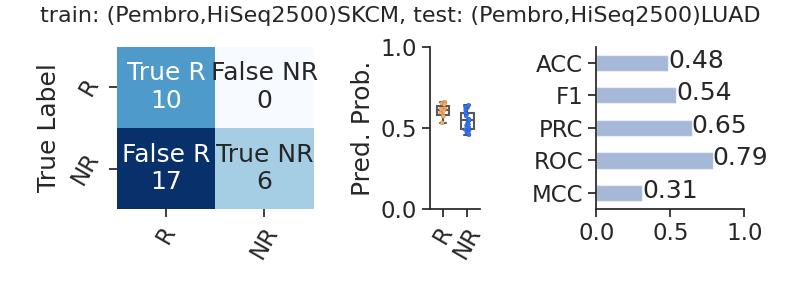 train: (Pembro,HiSeq2500)SKCM, test: (Pembro,HiSeq2500)LUAD
True Label
R
NR
True R
10
False NR
0
False R
17
True NR
6
R
NR
Pred. Prob.
1.0
0.5
0.0
R
NR
ACC
0.48
F1
0.54
PRC
0.65
ROC
0.79
MCC
0.31
0.0
0.5
1.0